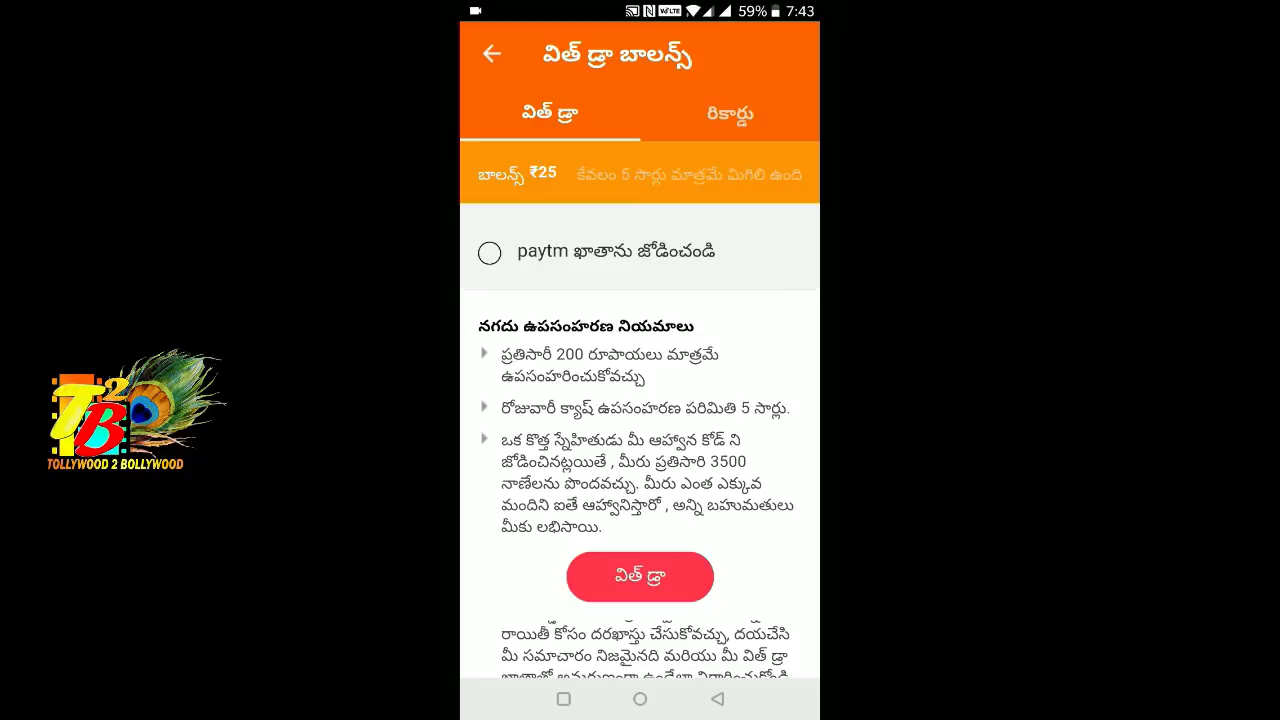 59% 7:43
విత్ డ్రా బాలన్స్
విత్ డ్రా రికార్డు
బాలన్స్ ₹25 కేవలం 5 సార్లు మాత్రమే మిగిలి ఉంది
paytm ఖాతాను జోడించండి
నగదు ఉపసంహరణ నియమాలు
ప్రతిసారీ 200 రూపాయలు మాత్రమే
ఉపసంహరించుకోవచ్చు
రోజువారీ క్యాష్ ఉపసంహరణ పరిమితి 5 సార్లు.
ఒక కొత్త స్నేహితుడు మీ ఆహ్వాన కోడ్ ని
జోడించినట్లయితే , మీరు ప్రతిసారి 3500
నాణేలను పొందవచ్చు. మీరు ఎంత ఎక్కువ
మందిని ఐతే ఆహ్వానిస్తారో , అన్ని బహుమతులు
మీకు లభిసాయి.
విత్ డ్రా
రాయితీ కోసం దరఖాస్తు చేసుకోవచ్చు, దయచేసి
మీ సమాచారం నిజమైనది మరియు మీ విత్ డ్రా
T2B
TOLLYWOOD 2 BOLLYWOOD